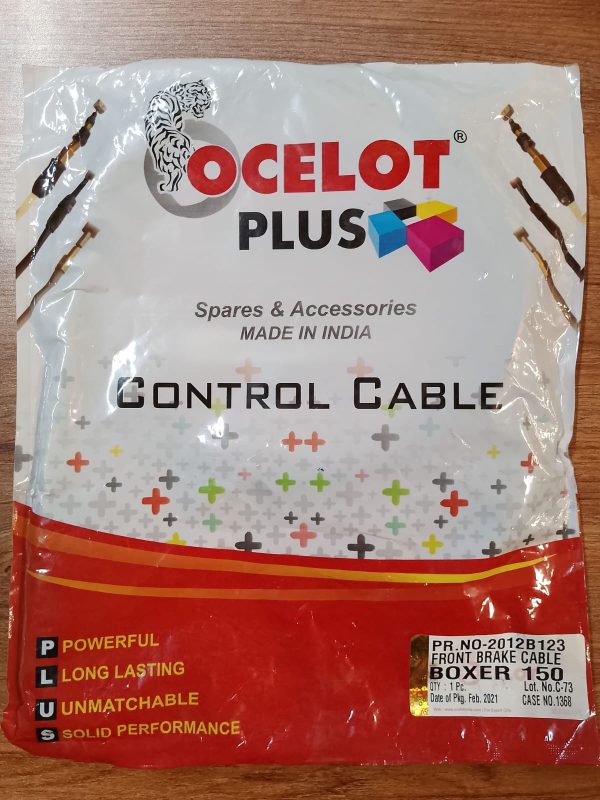 OCELOT®
PLUS
Spares & Accessories
MADE IN INDIA
CONTROL CABLE
P POWERFUL
L LONG LASTING
U UNMATCHABLE
S SOLID PERFORMANCE
PR.NO-2012B123
FRONT BRAKE CABLE
BOXER 150
QTY : 1 Pc. Lot. No.C-73
Date of Pkg. Feb. 2021 CASE NO.1368